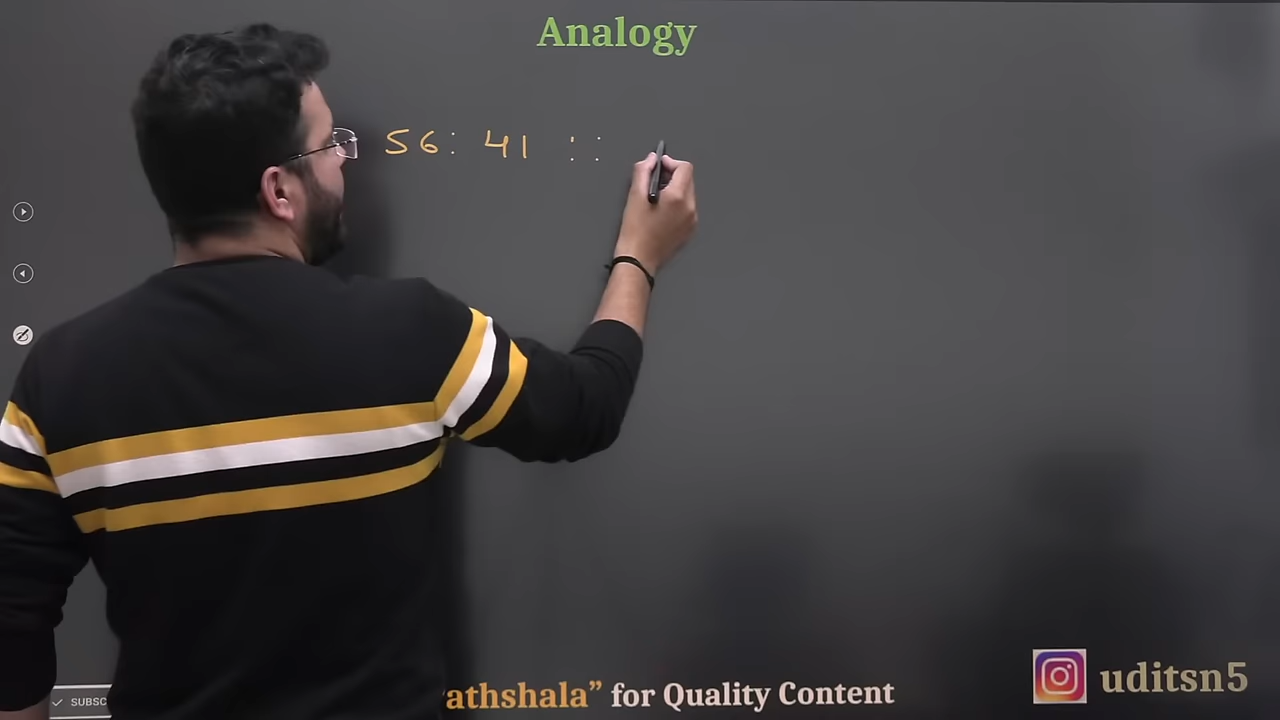 Analogy
56 : 41 ::
SUBSC
athshala” for Quality Content
uditsn5